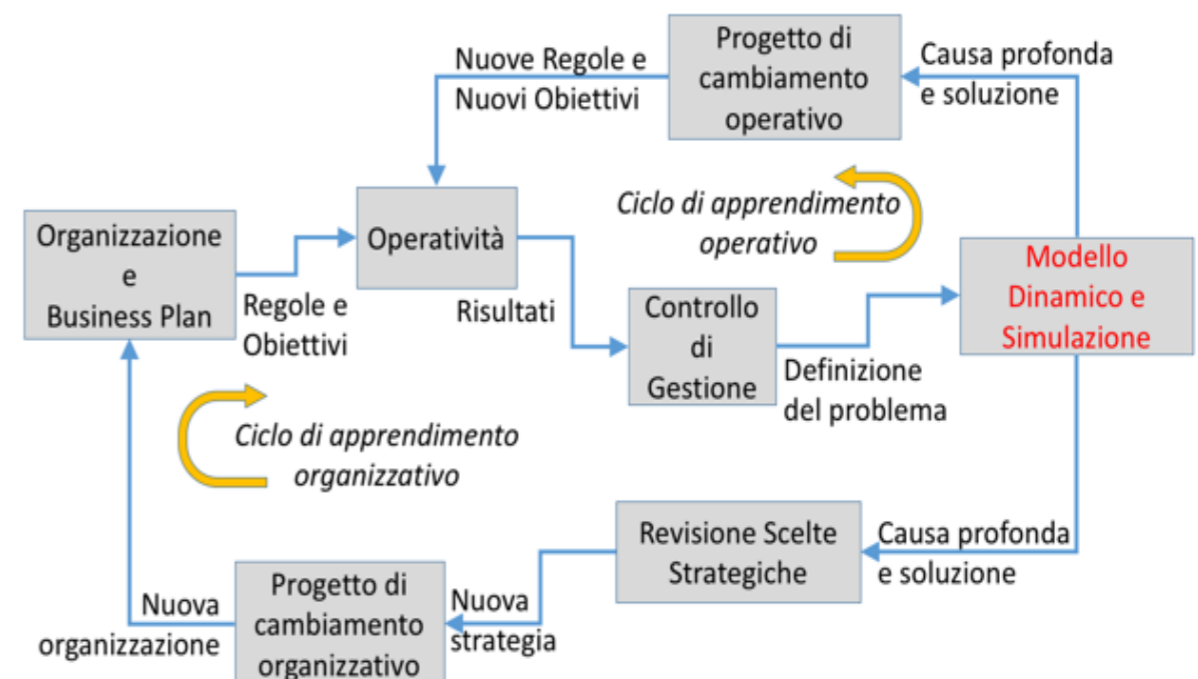 Progetto di
cambiamento
operativo
Nuove Regole e
Nuovi Obiettivi
Causa profonda
e soluzione
Ciclo di apprendimento
operativo
Organizzazione
e
Business Plan
Operatività
Regole e
Obiettivi
Risultati
Controllo
di
Gestione
Definizione
del problema
Modello
Dinamico e
Simulazione
Ciclo di apprendimento
organizzativo
Revisione Scelte
Strategiche
Causa profonda
e soluzione
Progetto di
cambiamento
organizzativo
Nuova
strategia
Nuova
organizzazione